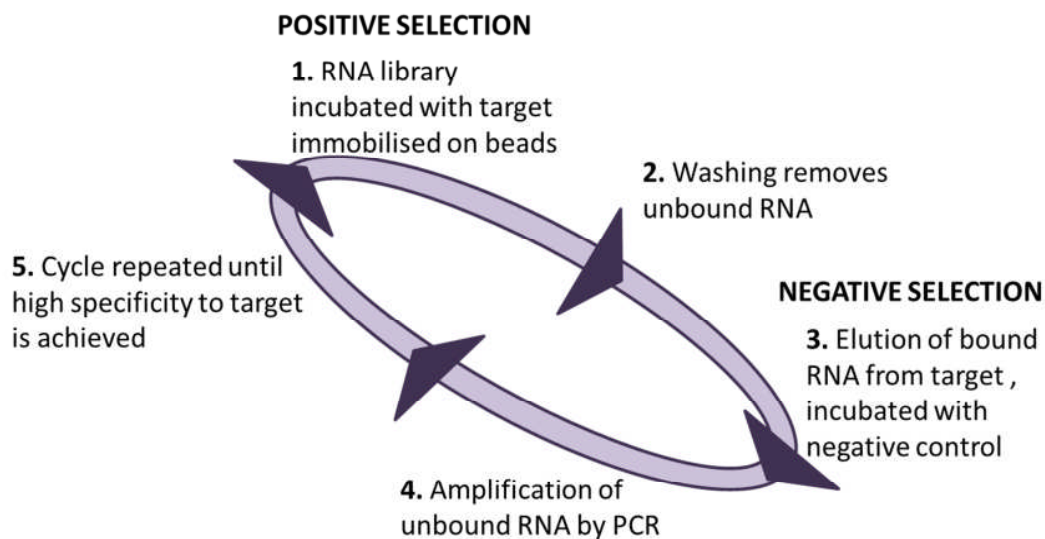 POSITIVE SELECTION
1. RNA library
incubated with target
immobilised on beads
2. Washing removes
unbound RNA
NEGATIVE SELECTION
3. Elution of bound
RNA from target ,
incubated with
negative control
4. Amplification of
unbound RNA by PCR
5. Cycle repeated until
high specificity to target
is achieved